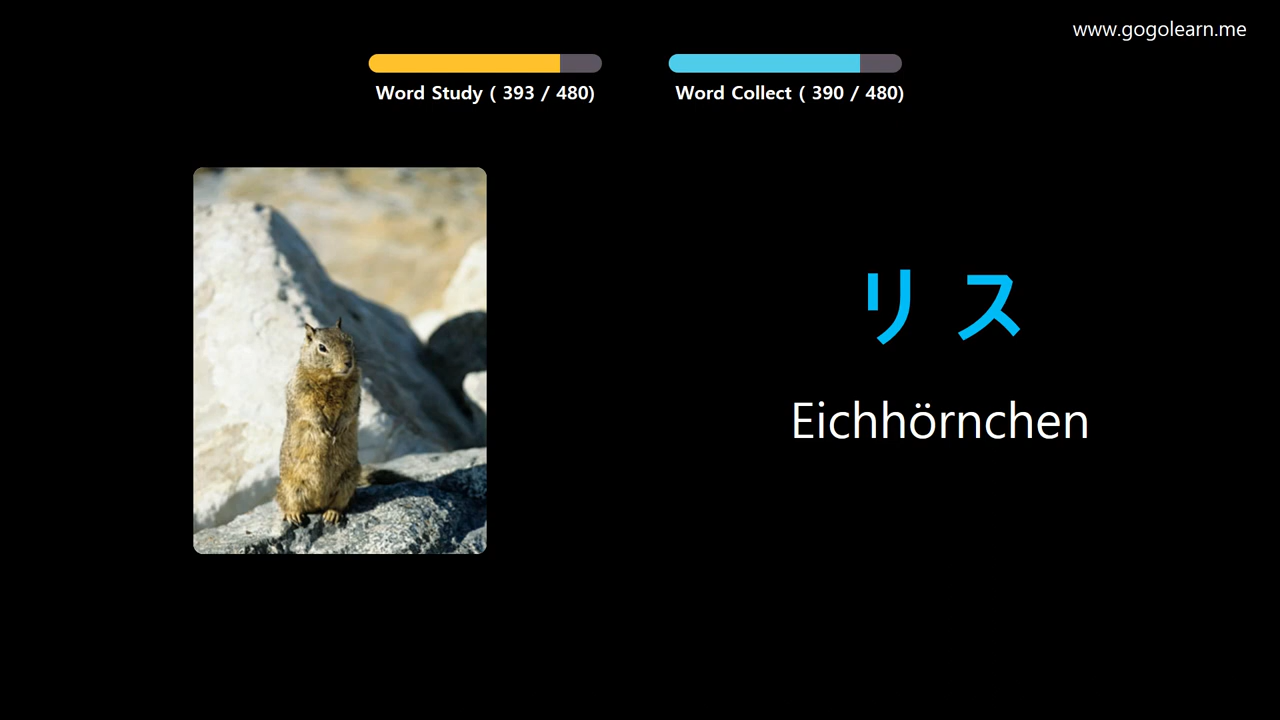 www.gogolearn.me
Word Study ( 393 / 480)
Word Collect ( 390 / 480)
リス
Eichhörnchen